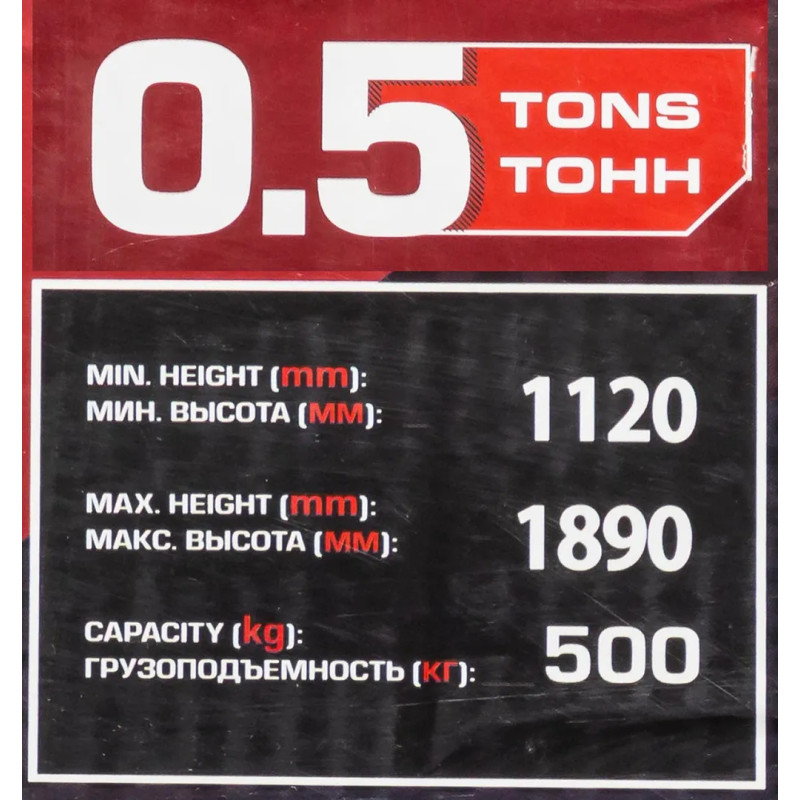 0.5 TONS
ТОНН
MIN. HEIGHT (mm):
МИН. ВЫСОТА (ММ):
1120
MAX. HEIGHT (mm):
МАКС. ВЫСОТА (ММ):
1890
CAPACITY (kg):
ГРУЗОПОДЪЕМНОСТЬ (КГ):
500